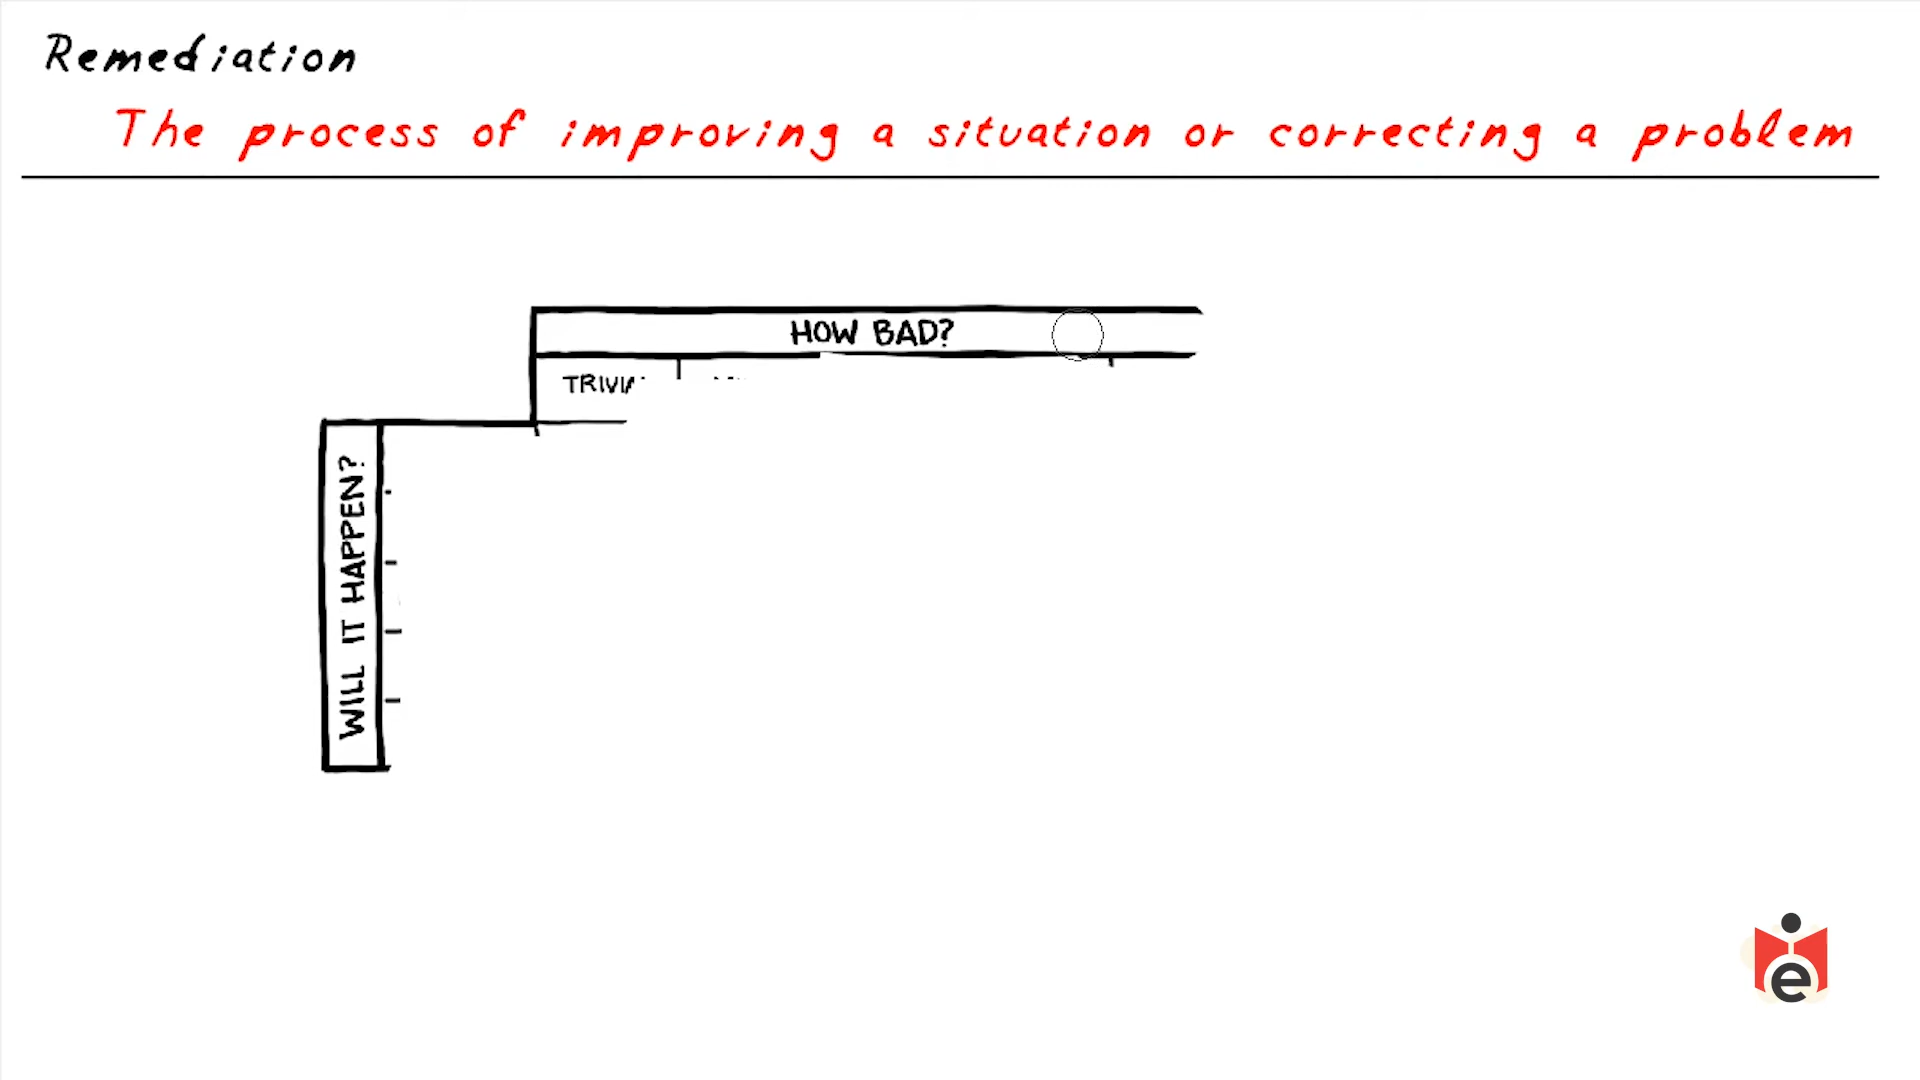 Remediation
The process of improving a situation or correcting a problem
HOW BAD?
WILL IT HAPPEN?
e